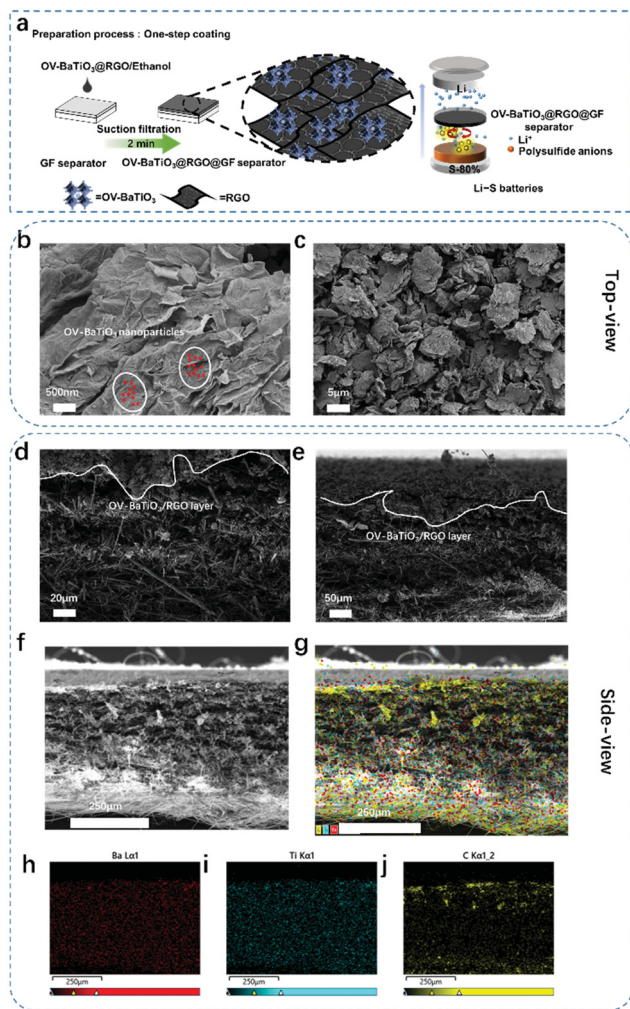 a
Preparation process : One-step coating
OV-BaTiO₃@RGO/Ethanol
Suction filtration
2 min
GF separator
OV-BaTiO₃@RGO@GF separator
=OV-BaTiO₃
=RGO
Li
OV-BaTiO₃@RGO@GF
separator
Li⁺
Polysulfide anions
S-80%
Li–S batteries
b
OV-BaTiO₃ nanoparticles
500nm
c
5μm
Top-view
d
OV-BaTiO₃/RGO layer
20μm
e
OV-BaTiO₃/RGO layer
50μm
f
250μm
g
250μm
Side-view
h
Ba Lα1
250μm
i
Ti Kα1
250μm
j
C Kα1_2
250μm